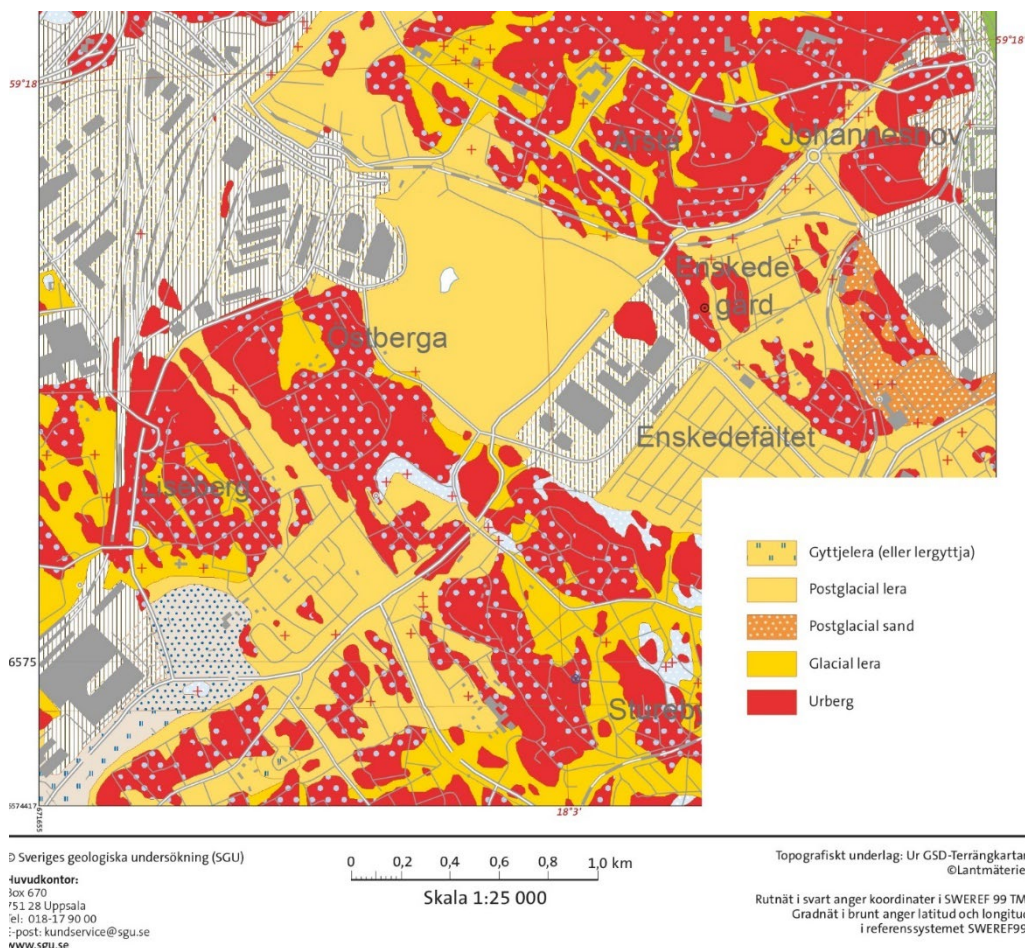 59°18'
59°18'
Årsta
Johanneshov
Enskede
gård
Östberga
Enskedefältet
Liseberg
Gyttjelera (eller lergyttja)
Postglacial lera
Postglacial sand
Glacial lera
Urberg
6575
Stureb
6574417
671655
18°3'
© Sveriges geologiska undersökning (SGU)
Huvudkontor:
Box 670
751 28 Uppsala
Tel: 018-17 90 00
E-post: kundservice@sgu.se
www.sgu.se
0 0,2 0,4 0,6 0,8 1,0 km
Skala 1:25 000
Topografiskt underlag: Ur GSD-Terrängkartan
©Lantmäteriet
Rutnät i svart anger koordinater i SWEREF 99 TM
Gradnät i brunt anger latitud och longitud
i referenssystemet SWEREF99